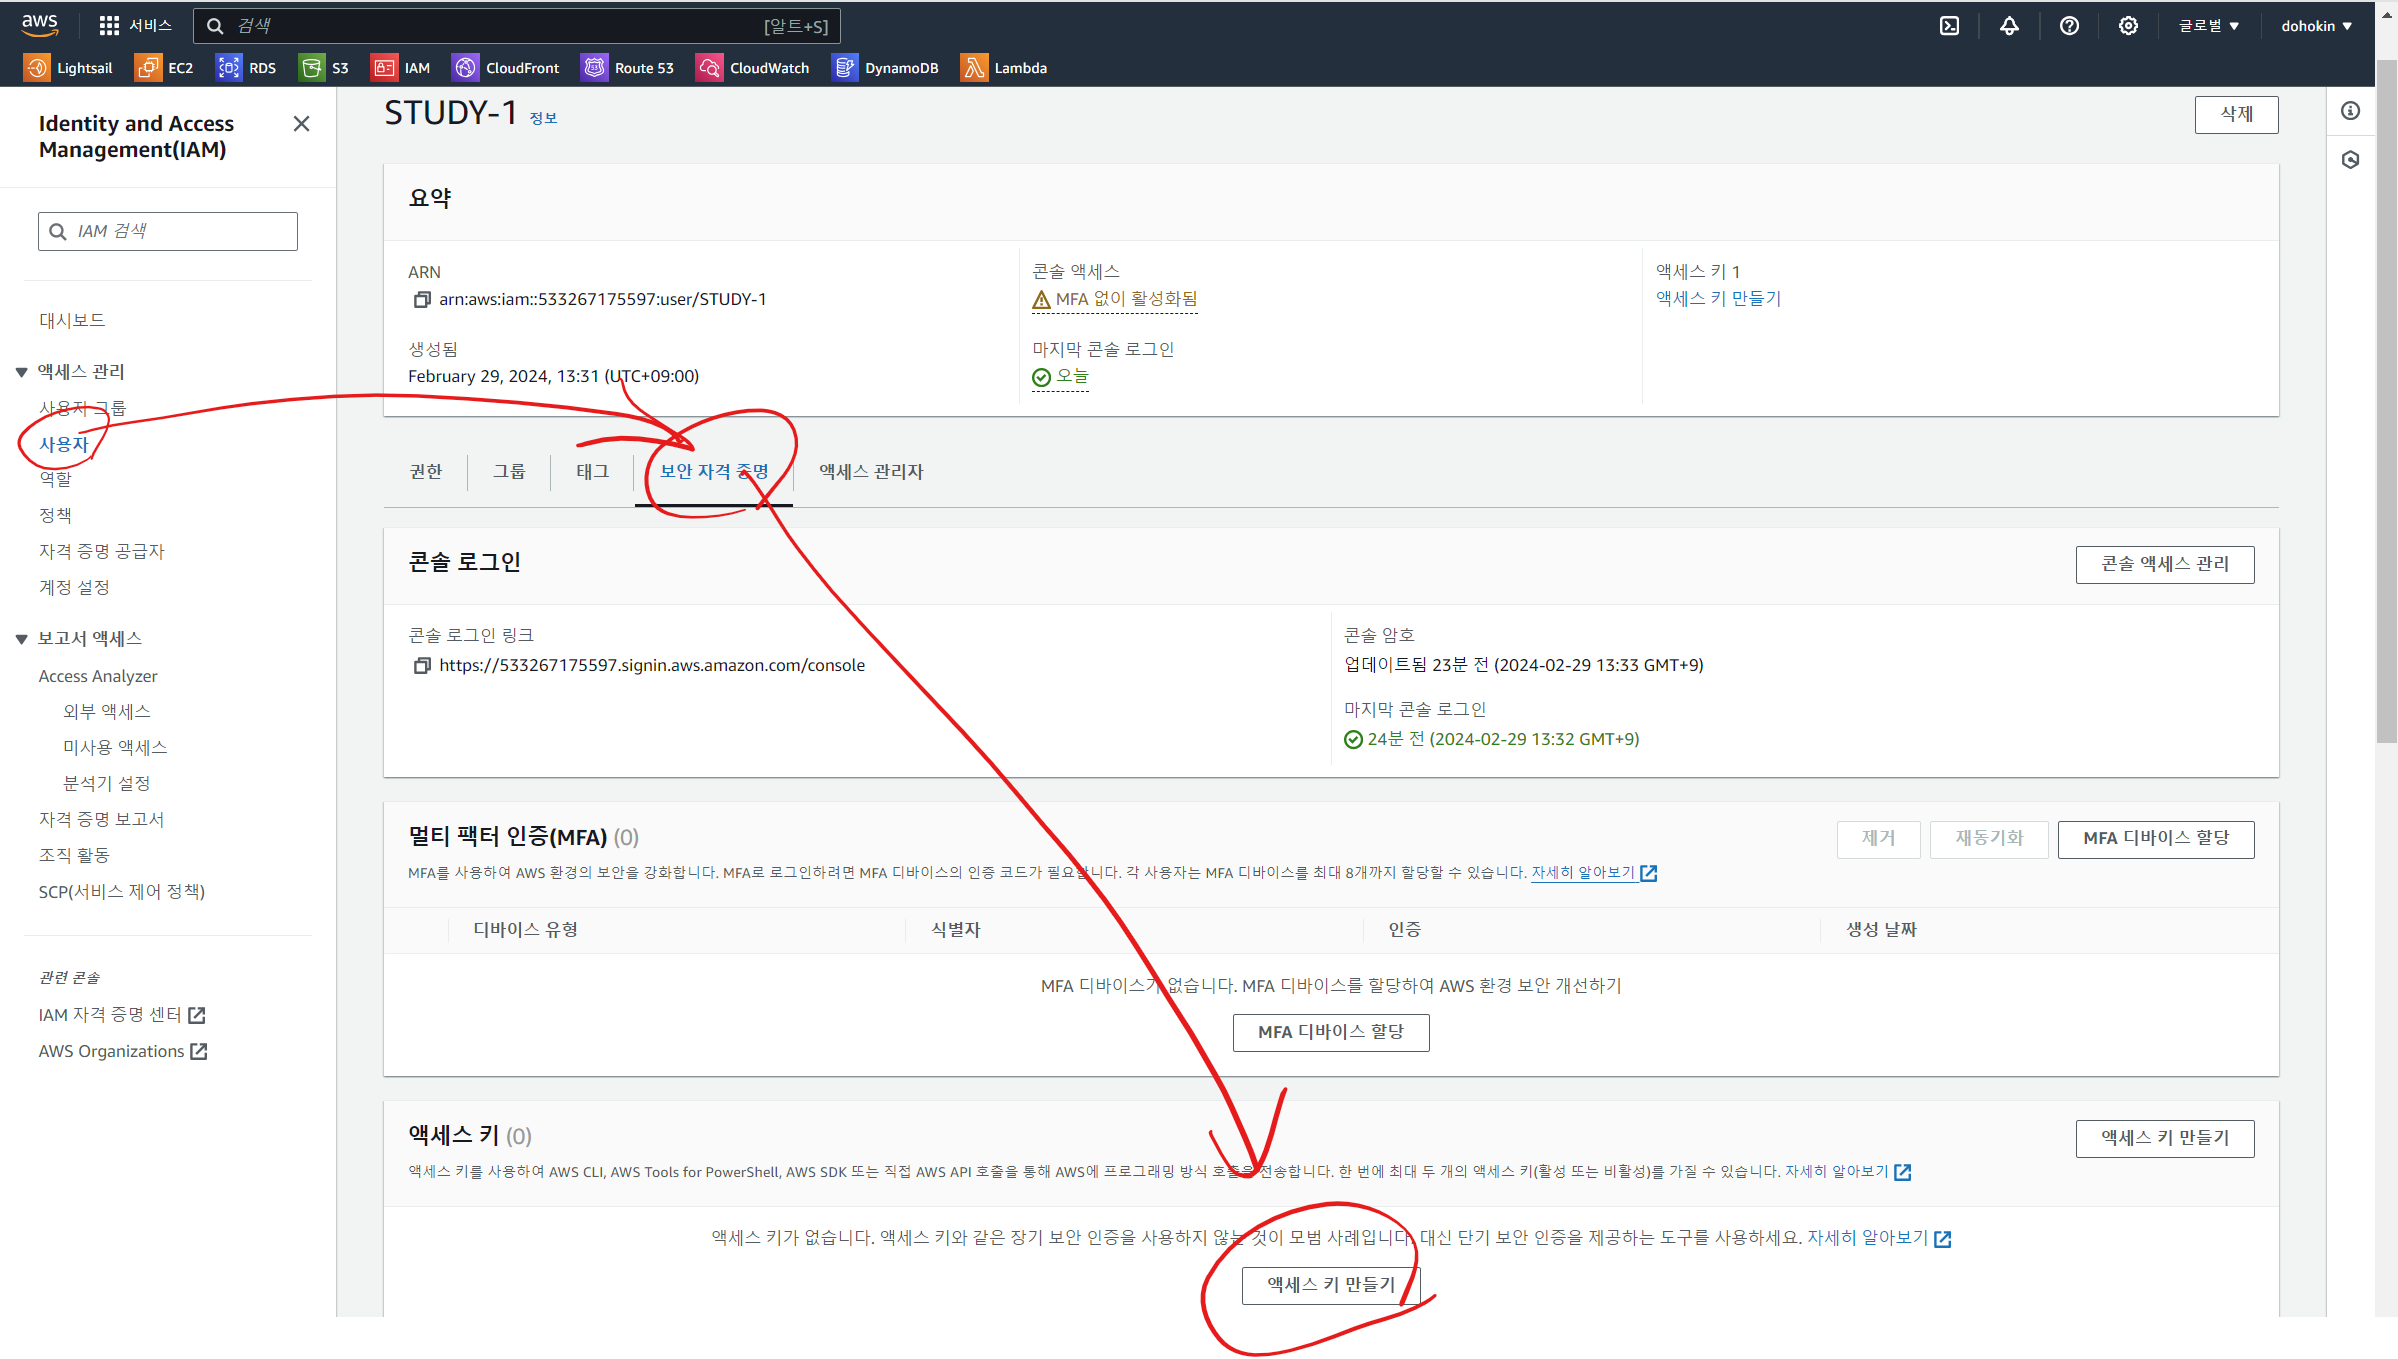 aws
서비스
검색
[알트+S]
글로벌
dohokin
Lightsail
EC2
RDS
S3
IAM
CloudFront
Route 53
CloudWatch
DynamoDB
Lambda
Identity and Access
Management(IAM)
IAM 검색
대시보드
액세스 관리
사용자 그룹
사용자
역할
정책
자격 증명 공급자
계정 설정
보고서 액세스
Access Analyzer
외부 액세스
미사용 액세스
분석기 설정
자격 증명 보고서
조직 활동
SCP(서비스 제어 정책)
관련 콘솔
IAM 자격 증명 센터
AWS Organizations
STUDY-1 정보
삭제
요약
ARN
arn:aws:iam::533267175597:user/STUDY-1
생성됨
February 29, 2024, 13:31 (UTC+09:00)
콘솔 액세스
MFA 없이 활성화됨
마지막 콘솔 로그인
오늘
액세스 키 1
액세스 키 만들기
권한
그룹
태그
보안 자격 증명
액세스 관리자
콘솔 로그인
콘솔 액세스 관리
콘솔 로그인 링크
https://533267175597.signin.aws.amazon.com/console
콘솔 암호
업데이트됨 23분 전 (2024-02-29 13:33 GMT+9)
마지막 콘솔 로그인
24분 전 (2024-02-29 13:32 GMT+9)
멀티 팩터 인증(MFA) (0)
제거
재동기화
MFA 디바이스 할당
MFA를 사용하여 AWS 환경의 보안을 강화합니다. MFA로 로그인하려면 MFA 디바이스의 인증 코드가 필요합니다. 각 사용자는 MFA 디바이스를 최대 8개까지 할당할 수 있습니다. 자세히 알아보기
디바이스 유형
식별자
인증
생성 날짜
MFA 디바이스가 없습니다. MFA 디바이스를 할당하여 AWS 환경 보안 개선하기
MFA 디바이스 할당
액세스 키 (0)
액세스 키 만들기
액세스 키를 사용하여 AWS CLI, AWS Tools for PowerShell, AWS SDK 또는 직접 AWS API 호출을 통해 AWS에 프로그래밍 방식 호출을 전송합니다. 한 번에 최대 두 개의 액세스 키(활성 또는 비활성)를 가질 수 있습니다. 자세히 알아보기
액세스 키가 없습니다. 액세스 키와 같은 장기 보안 인증을 사용하지 않는 것이 모범 사례입니다. 대신 단기 보안 인증을 제공하는 도구를 사용하세요. 자세히 알아보기
액세스 키 만들기